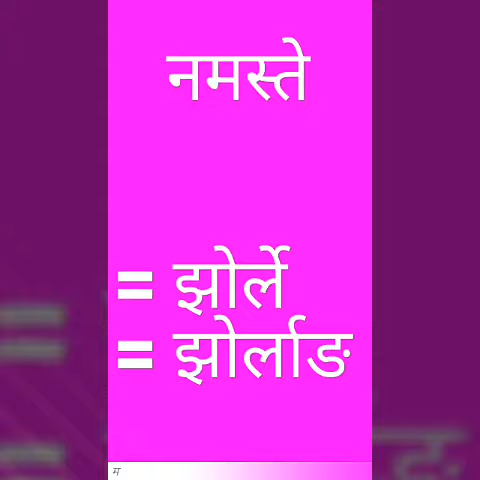 नमस्ते
= झोर्ले
= झोर्लाङ
म